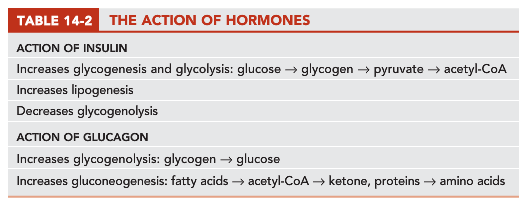 TABLE 14-2 THE ACTION OF HORMONES
ACTION OF INSULIN
Increases glycogenesis and glycolysis: glucose → glycogen → pyruvate → acetyl-CoA
Increases lipogenesis
Decreases glycogenolysis
ACTION OF GLUCAGON
Increases glycogenolysis: glycogen → glucose
Increases gluconeogenesis: fatty acids → acetyl-CoA → ketone, proteins → amino acids